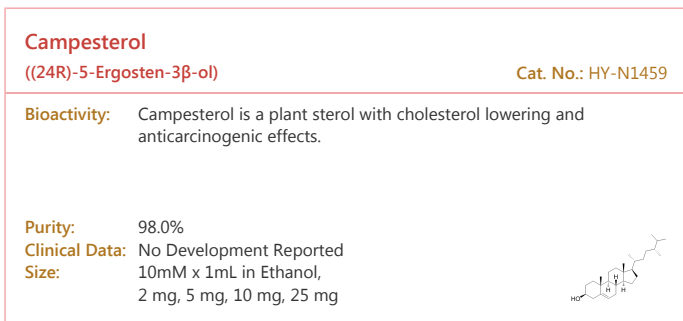 Campesterol
((24R)-5-Ergosten-3β-ol) Cat. No.: HY-N1459
Bioactivity: Campesterol is a plant sterol with cholesterol lowering and
anticarcinogenic effects.
Purity: 98.0%
Clinical Data: No Development Reported
Size: 10mM x 1mL in Ethanol,
2 mg, 5 mg, 10 mg, 25 mg
HO
H
H
H